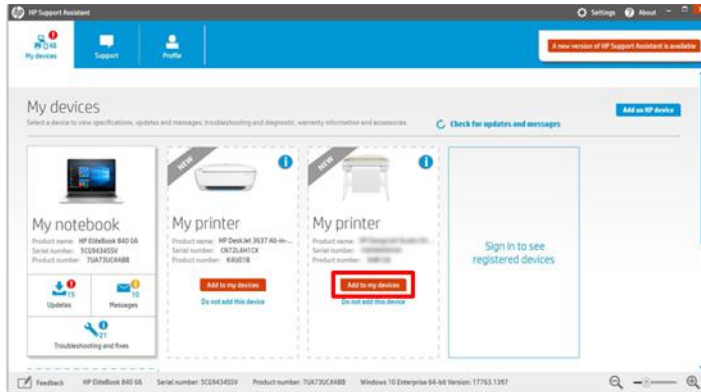 HP Support Assistant
Settings
About
48
My devices
Support
Profile
A new version of HP Support Assistant is available
My devices
Select a device to view specifications, updates and messages, troubleshooting and diagnostic, warranty information and accessories.
Check for updates and messages
Add an HP device
My notebook
Product name: HP EliteBook 840 G6
Serial number: 5CG943455V
Product number: 7UA73UC#ABB
15
Updates
10
Messages
21
Troubleshooting and fixes
NEW
My printer
Product name: HP DeskJet 3637 All-in-...
Serial number: CN72L6H1CX
Product number: K4U01B
Add to my devices
Do not add this device
NEW
My printer
Product name:
Serial number:
Product number:
Add to my devices
Do not add this device
Sign in to see
registered devices
Feedback
HP EliteBook 840 G6 Serial number: 5CG943455V Product number: 7UA73UC#ABB Windows 10 Enterprise 64-bit Version: 17763.1397